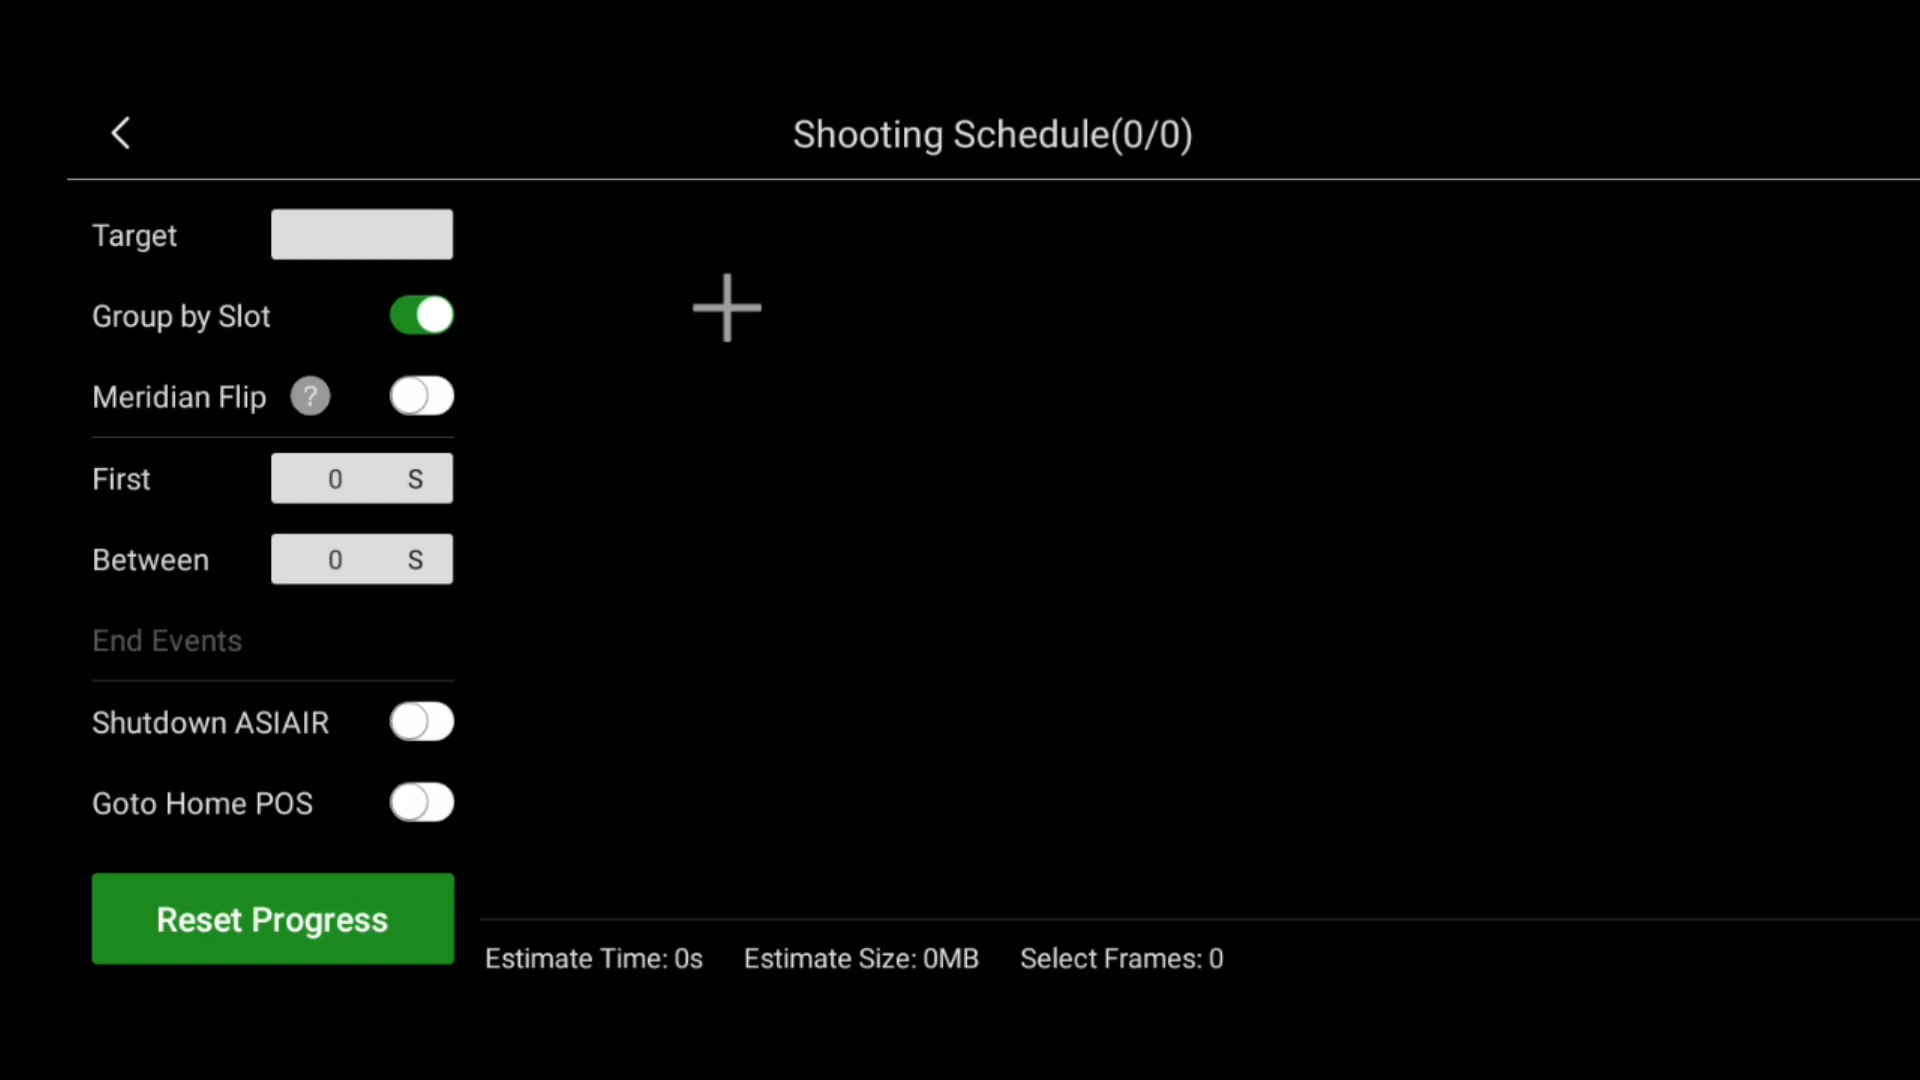 Shooting Schedule(0/0)
Target
Group by Slot
Meridian Flip ?
First 0 S
Between 0 S
End Events
Shutdown ASIAIR
Goto Home POS
Reset Progress
Estimate Time: 0s Estimate Size: 0MB Select Frames: 0